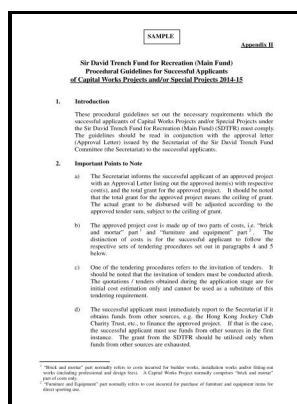 SAMPLE
Appendix II
Sir David Trench Fund for Recreation (Main Fund)
Procedural Guidelines for Successful Applicants
of Capital Works Projects and/or Special Projects 2014-15
1. Introduction
These procedural guidelines set out the necessary requirements which the
successful applicants of Capital Works Projects and/or Special Projects under
the Sir David Trench Fund for Recreation (Main Fund) (SDTFR) must comply.
The guidelines should be read in conjunction with the approval letter
(Approval Letter) issued by the Secretariat of the Sir David Trench Fund
Committee (the Secretariat) to the successful applicants.
2. Important Points to Note
a) The Secretariat informs the successful applicant of an approved project
with an Approval Letter listing out the approved item(s) with respective
cost(s), and the total grant for the approved project. It should be noted
that the total grant for the approved project means the ceiling of grant.
The actual grant to be disbursed will be adjusted according to the
approved tender sum, subject to the ceiling of grant.
b) The approved project cost is made up of two parts of costs, i.e. "brick
and mortar" part 1 and "furniture and equipment" part 2. The
distinction of costs is for the successful applicant to follow the
respective sets of tendering procedures set out in paragraphs 4 and 5
below.
c) One of the tendering procedures refers to the invitation of tenders. It
should be noted that the invitation of tenders must be conducted afresh.
The quotations / tenders obtained during the application stage are for
initial cost estimation only and cannot be used as a substitute of this
tendering requirement.
d) The successful applicant must immediately report to the Secretariat if it
obtains funds from other sources, e.g. the Hong Kong Jockey Club
Charity Trust, etc., to finance the approved project. If that is the case,
the successful applicant must use funds from other sources in the first
instance. The grant from the SDTFR should be utilised only when
funds from other sources are exhausted.
1 "Brick and mortar" part normally refers to costs incurred for builder works, installation works and/or fitting-out
works (including professional and design fees). A Capital Works Project normally comprises "brick and mortar"
part of costs only.
2 "Furniture and Equipment" part normally refers to cost incurred for purchase of furniture and equipment items for
direct sporting use.